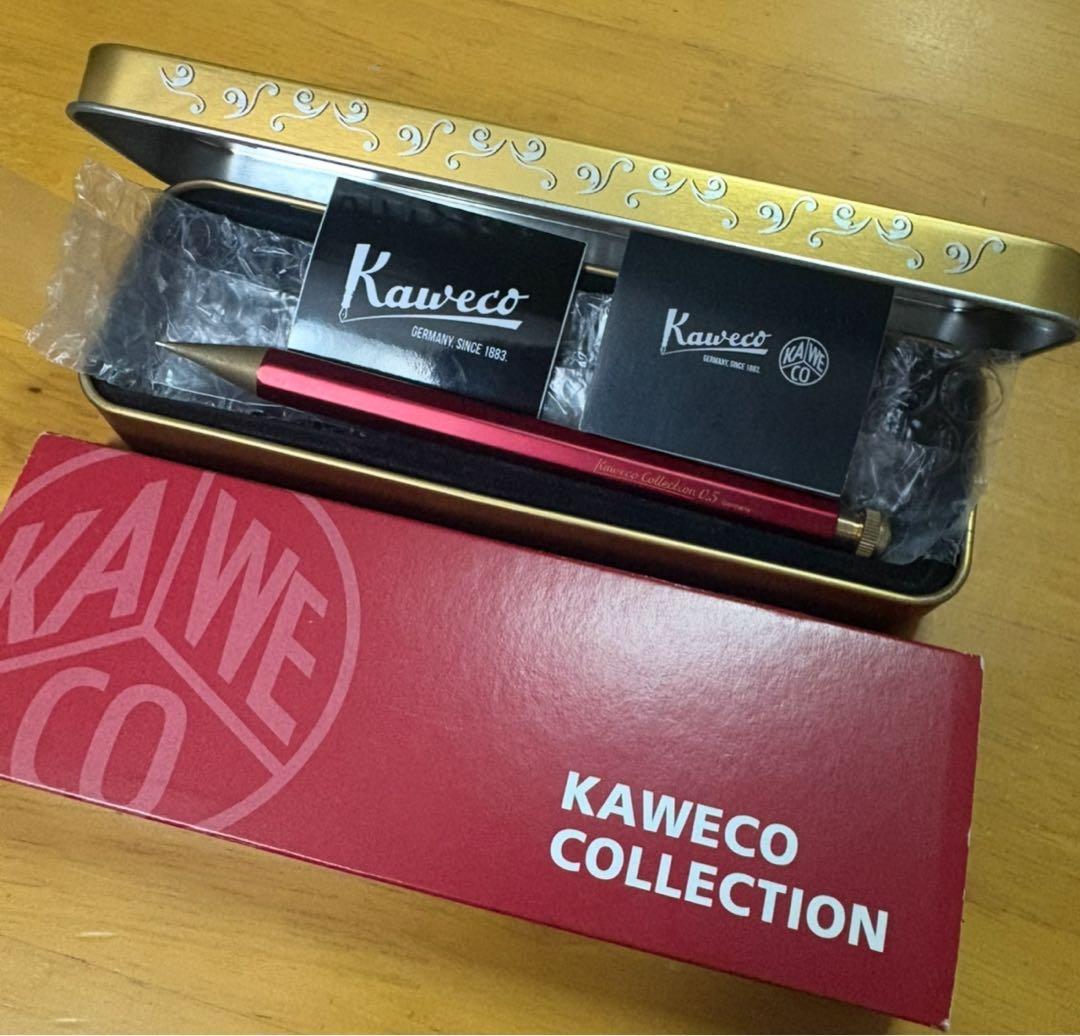 Kaweco
GERMANY, SINCE 1883.
Kaweco
GERMANY, SINCE 1883.
KA WE
CO
Kaweco Collection 0.5 Germany
KA WE
CO
KAWECO
COLLECTION